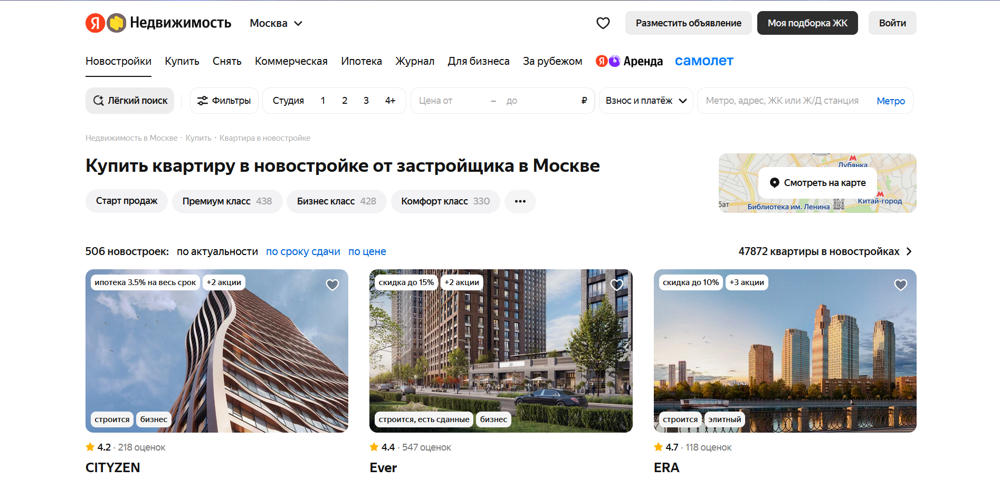 Я Недвижимость
Москва
Разместить объявление
Моя подборка ЖК
Войти
Новостройки
Купить
Снять
Коммерческая
Ипотека
Журнал
Для бизнеса
За рубежом
Я Аренда
самолет
Лёгкий поиск
Фильтры
Студия 1 2 3 4+
Цена от – до ₽
Взнос и платёж
Метро, адрес, ЖК или Ж/Д станция Метро
Недвижимость в Москве · Купить · Квартира в новостройке
Купить квартиру в новостройке от застройщика в Москве
Лубянка
Смотреть на карте
Китай-город
бат
Библиотека им. Ленина
Старт продаж
Премиум класс 438
Бизнес класс 428
Комфорт класс 330
•••
506 новостроек: по актуальности по сроку сдачи по цене
47872 квартиры в новостройках
ипотека 3.5% на весь срок +2 акции
строится бизнес
4.2 · 218 оценок
CITYZEN
скидка до 15% +2 акции
строится, есть сданные бизнес
4.4 · 547 оценок
Ever
скидка до 10% +3 акции
строится элитный
4.7 · 118 оценок
ERA